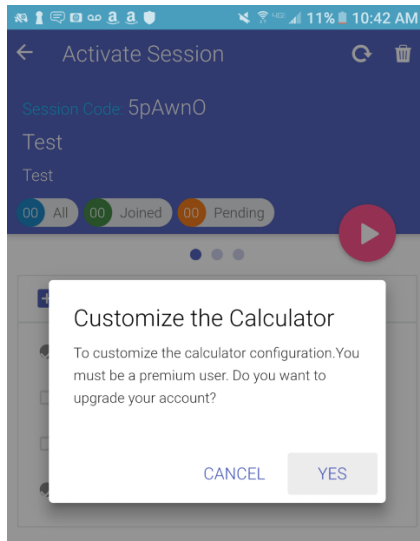 11% 10:42 AM
Activate Session
Session Code: 5pAwnO
Test
Test
00 All 00 Joined 00 Pending
Customize the Calculator
To customize the calculator configuration.You
must be a premium user. Do you want to
upgrade your account?
CANCEL YES